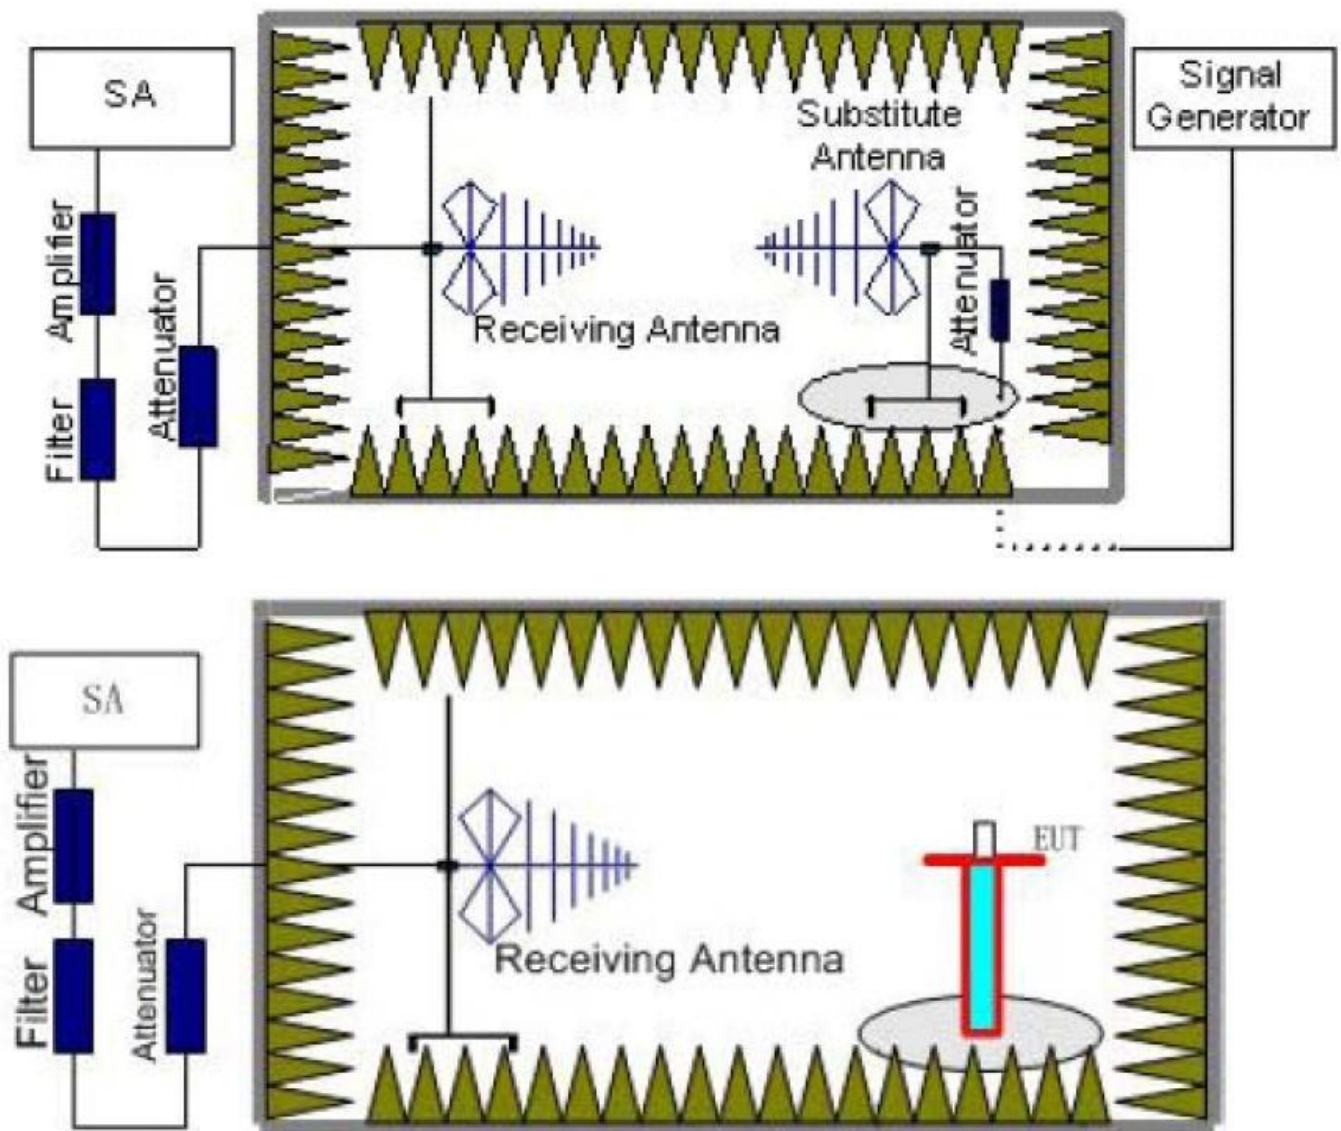 SA
Signal
Generator
Substitute
Antenna
Amplifier
Attenuator
Attenuator
Receiving Antenna
Filter
SA
Amplifier
EUT
Attenuator
Receiving Antenna
Filter